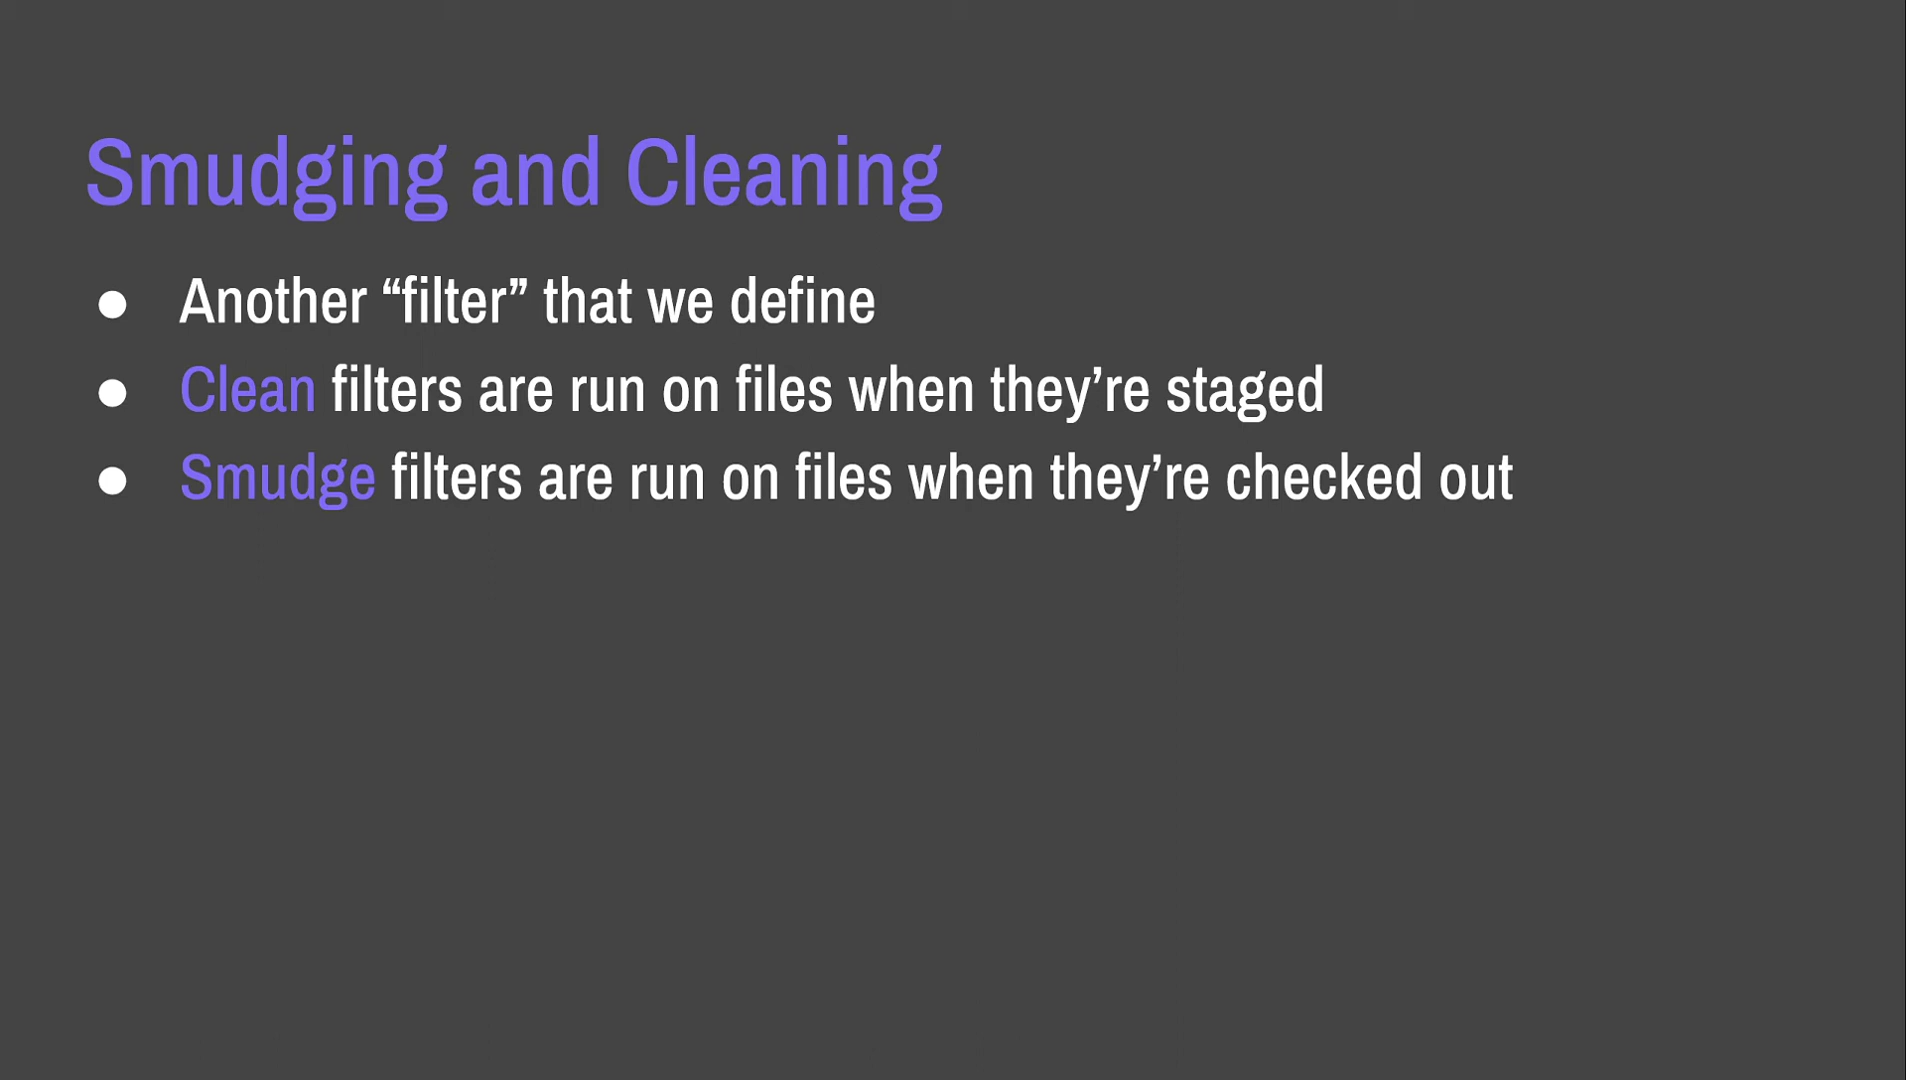 Smudging and Cleaning
● Another “filter” that we define
● Clean filters are run on files when they’re staged
● Smudge filters are run on files when they’re checked out